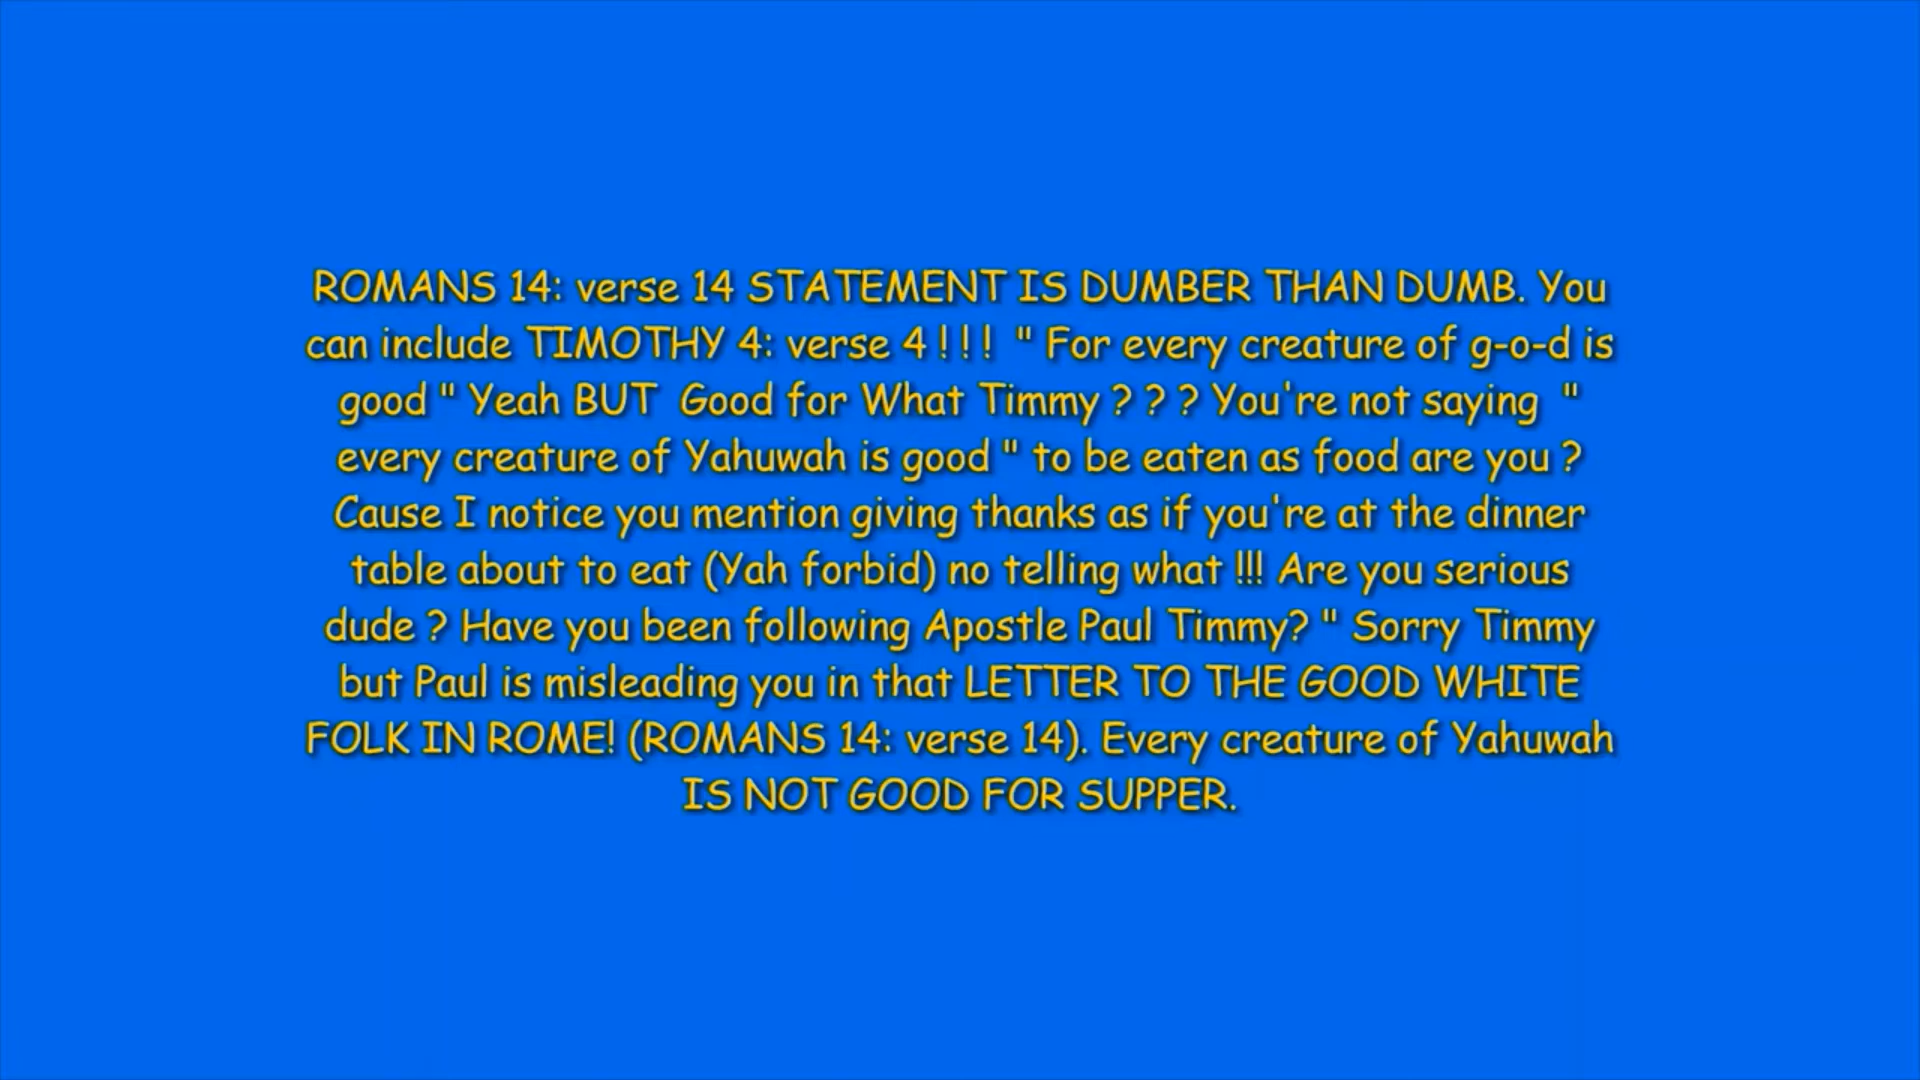 ROMANS 14: verse 14 STATEMENT IS DUMBER THAN DUMB. You
can include TIMOTHY 4: verse 4 ! ! !  " For every creature of g-o-d is
good " Yeah BUT  Good for What Timmy ? ? ? You're not saying  "
every creature of Yahuwah is good " to be eaten as food are you ?
Cause I notice you mention giving thanks as if you're at the dinner
table about to eat (Yah forbid) no telling what !!! Are you serious
dude ? Have you been following Apostle Paul Timmy? " Sorry Timmy
but Paul is misleading you in that LETTER TO THE GOOD WHITE
FOLK IN ROME! (ROMANS 14: verse 14). Every creature of Yahuwah
IS NOT GOOD FOR SUPPER.